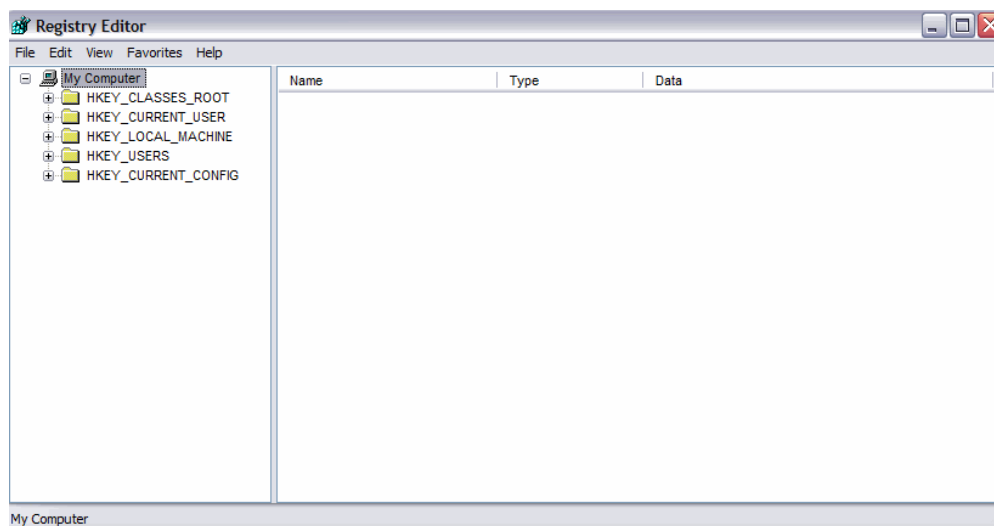 Registry Editor
File Edit View Favorites Help
My Computer
HKEY_CLASSES_ROOT
HKEY_CURRENT_USER
HKEY_LOCAL_MACHINE
HKEY_USERS
HKEY_CURRENT_CONFIG
Name Type Data
My Computer